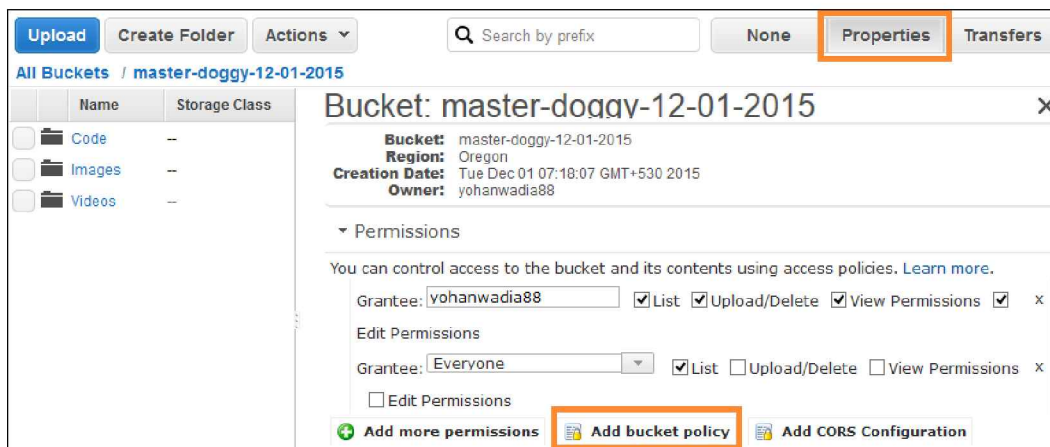 Upload Create Folder Actions Search by prefix None Properties Transfers
All Buckets / master-doggy-12-01-2015
Name Storage Class
Code --
Images --
Videos --
Bucket: master-doggy-12-01-2015 X
Bucket: master-doggy-12-01-2015
Region: Oregon
Creation Date: Tue Dec 01 07:18:07 GMT+530 2015
Owner: yohanwadia88
Permissions
You can control access to the bucket and its contents using access policies. Learn more.
Grantee: yohanwadia88 List Upload/Delete View Permissions x
Edit Permissions
Grantee: Everyone List Upload/Delete View Permissions x
Edit Permissions
Add more permissions Add bucket policy Add CORS Configuration